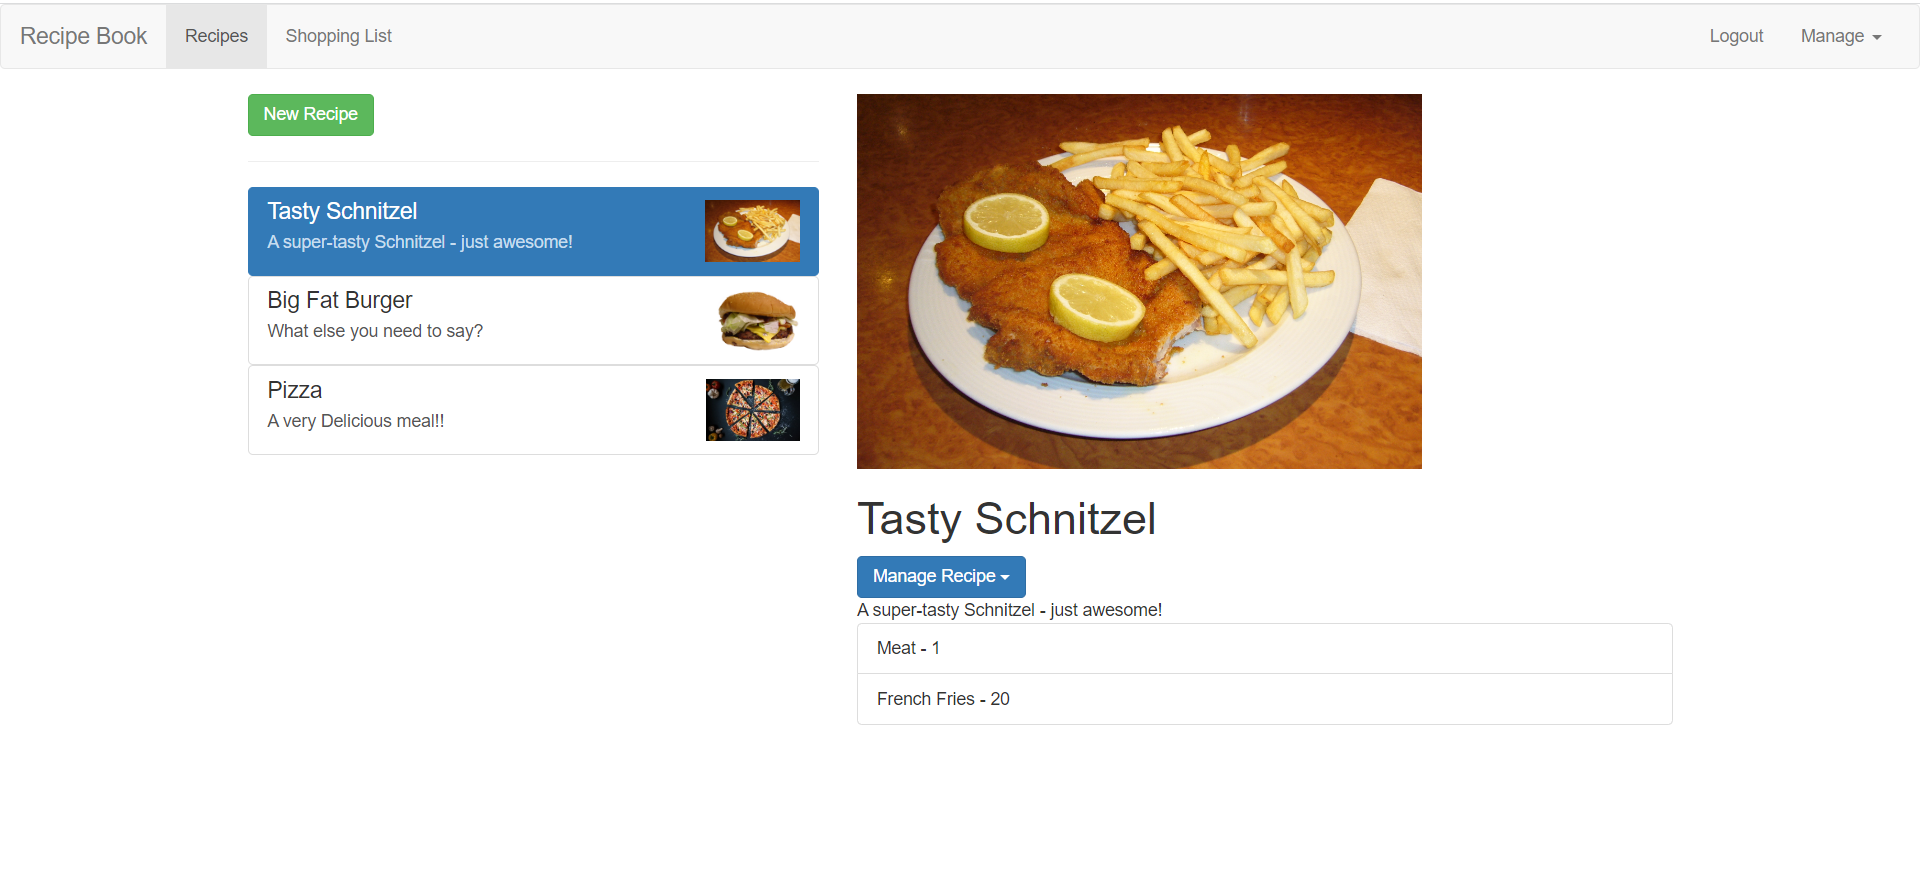 Recipe Book
Recipes
Shopping List
Logout
Manage
New Recipe
Tasty Schnitzel
A super-tasty Schnitzel - just awesome!
Big Fat Burger
What else you need to say?
Pizza
A very Delicious meal!!
Tasty Schnitzel
Manage Recipe
A super-tasty Schnitzel - just awesome!
Meat - 1
French Fries - 20